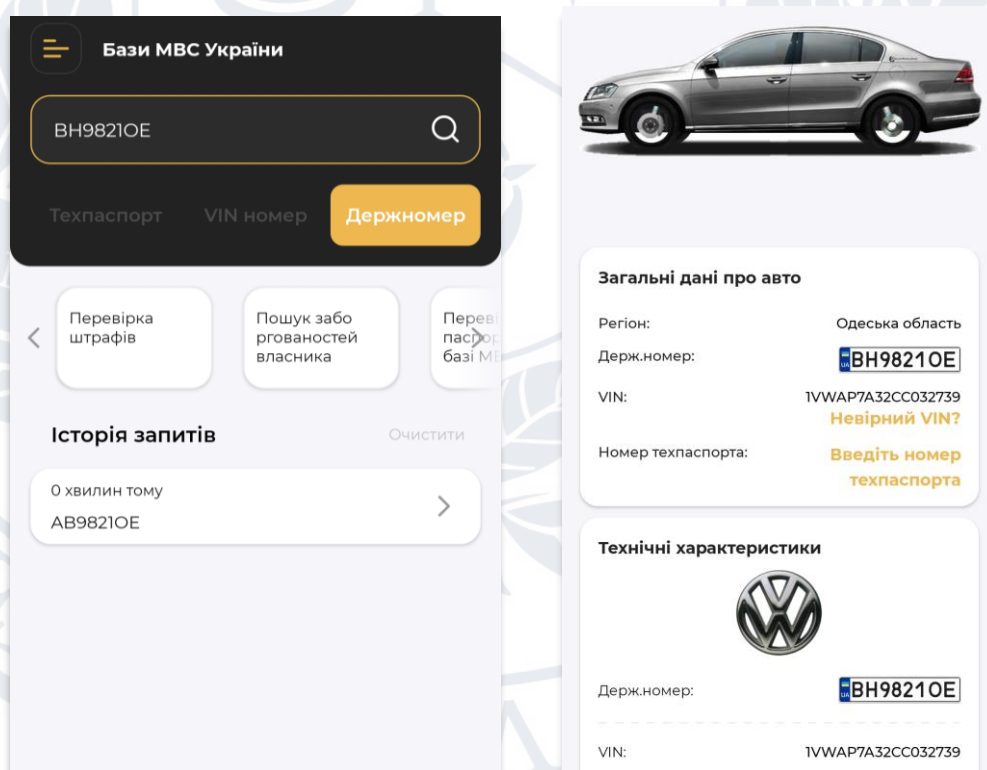 Бази МВС України
BH9821OE
Техпаспорт VIN номер Держномер
Перевірка
штрафів
Пошук забо
ргованостей
власника
Історія запитів
Очистити
0 хвилин тому
AB9821OE
Загальні дані про авто
Регіон: Одеська область
Держ.номер: UA BH9821OE
VIN: 1VWAP7A32CC032739
Невірний VIN?
Номер техпаспорта: Введіть номер
техпаспорта
Технічні характеристики
Держ.номер: UA BH9821OE
VIN: 1VWAP7A32CC032739